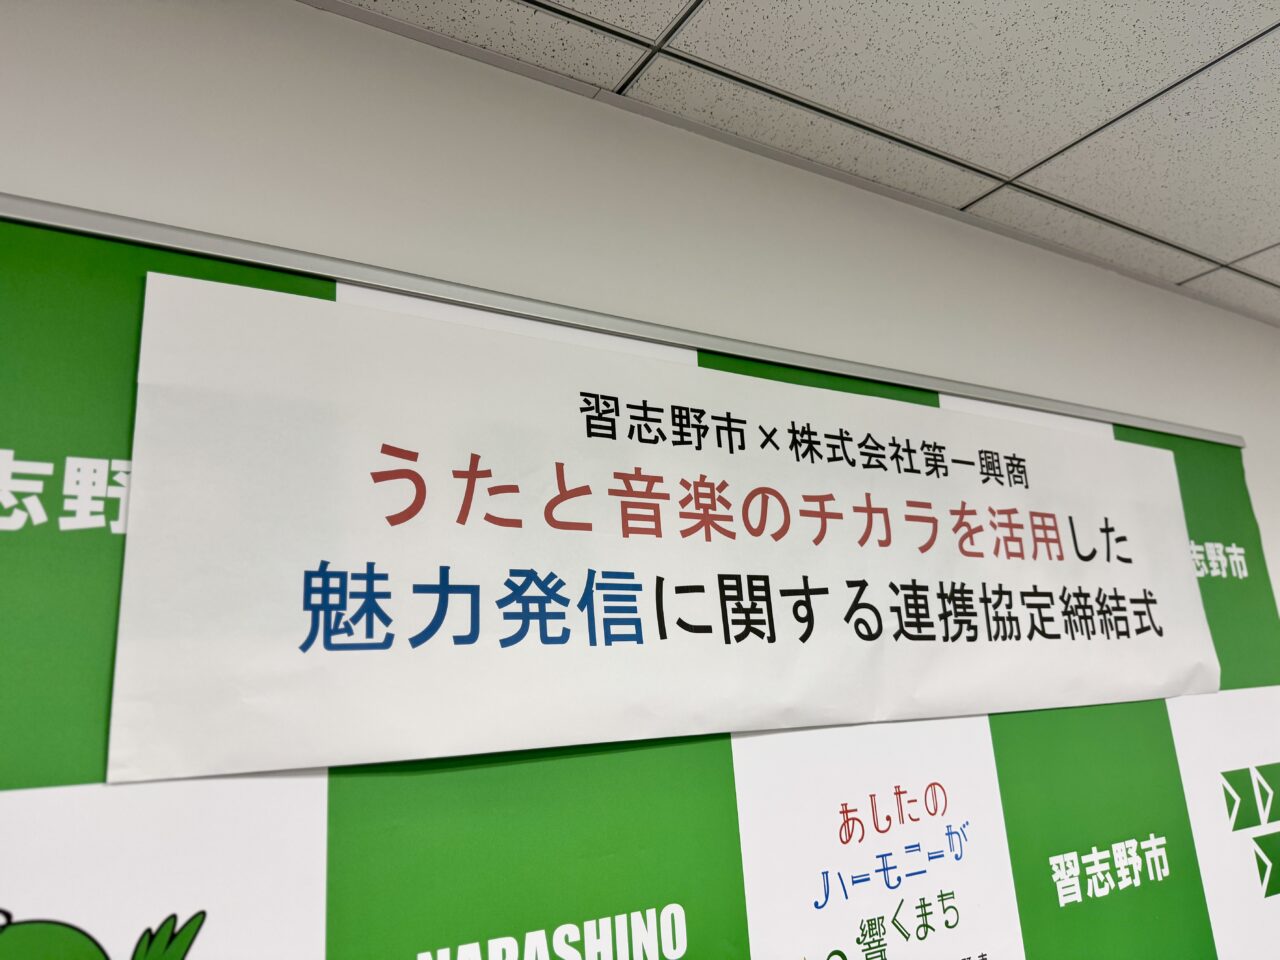 習志野市×株式会社第一興商
うたと音楽のチカラを活用した
魅力発信に関する連携協定締結式
志野
志野市
あしたの
ハーモニーが
響くまち
習志野市
NARASHINO